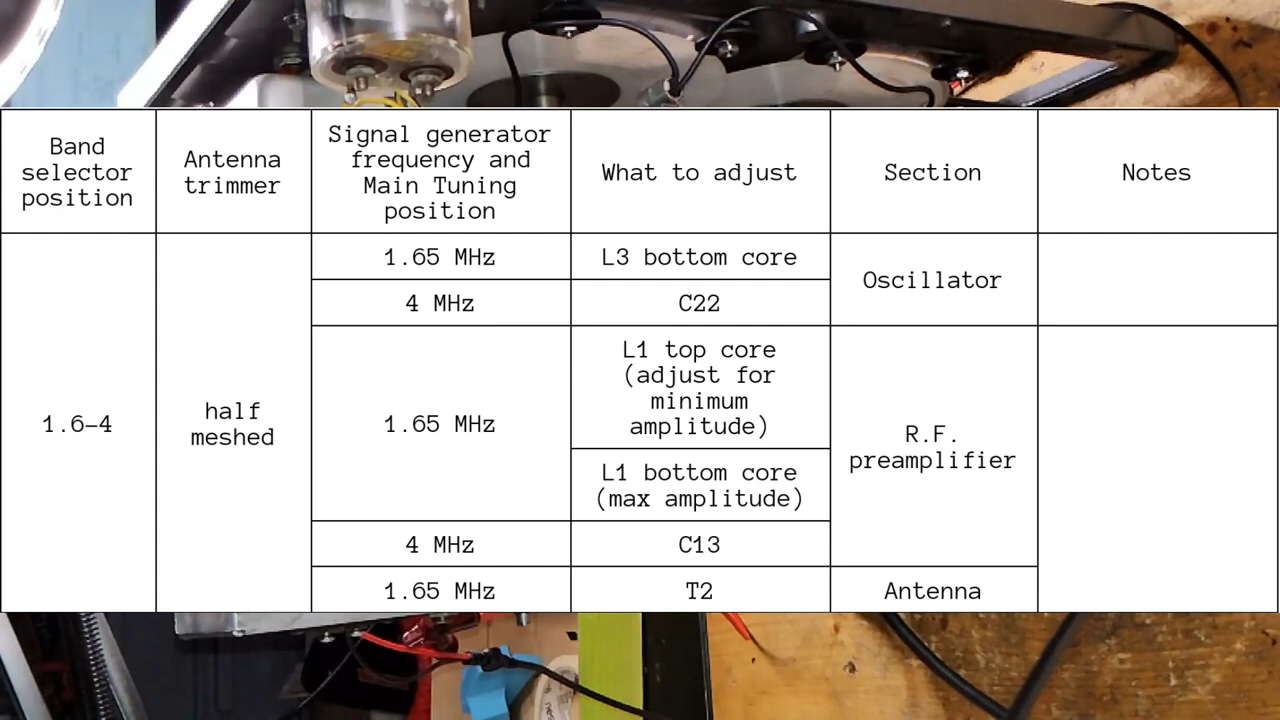 Band
selector
position
Antenna
trimmer
Signal generator
frequency and
Main Tuning
position
What to adjust
Section
Notes
1.6-4
half
meshed
1.65 MHz
L3 bottom core
Oscillator
4 MHz
C22
1.65 MHz
L1 top core
(adjust for
minimum
amplitude)
L1 bottom core
(max amplitude)
R.F.
preamplifier
4 MHz
C13
1.65 MHz
T2
Antenna